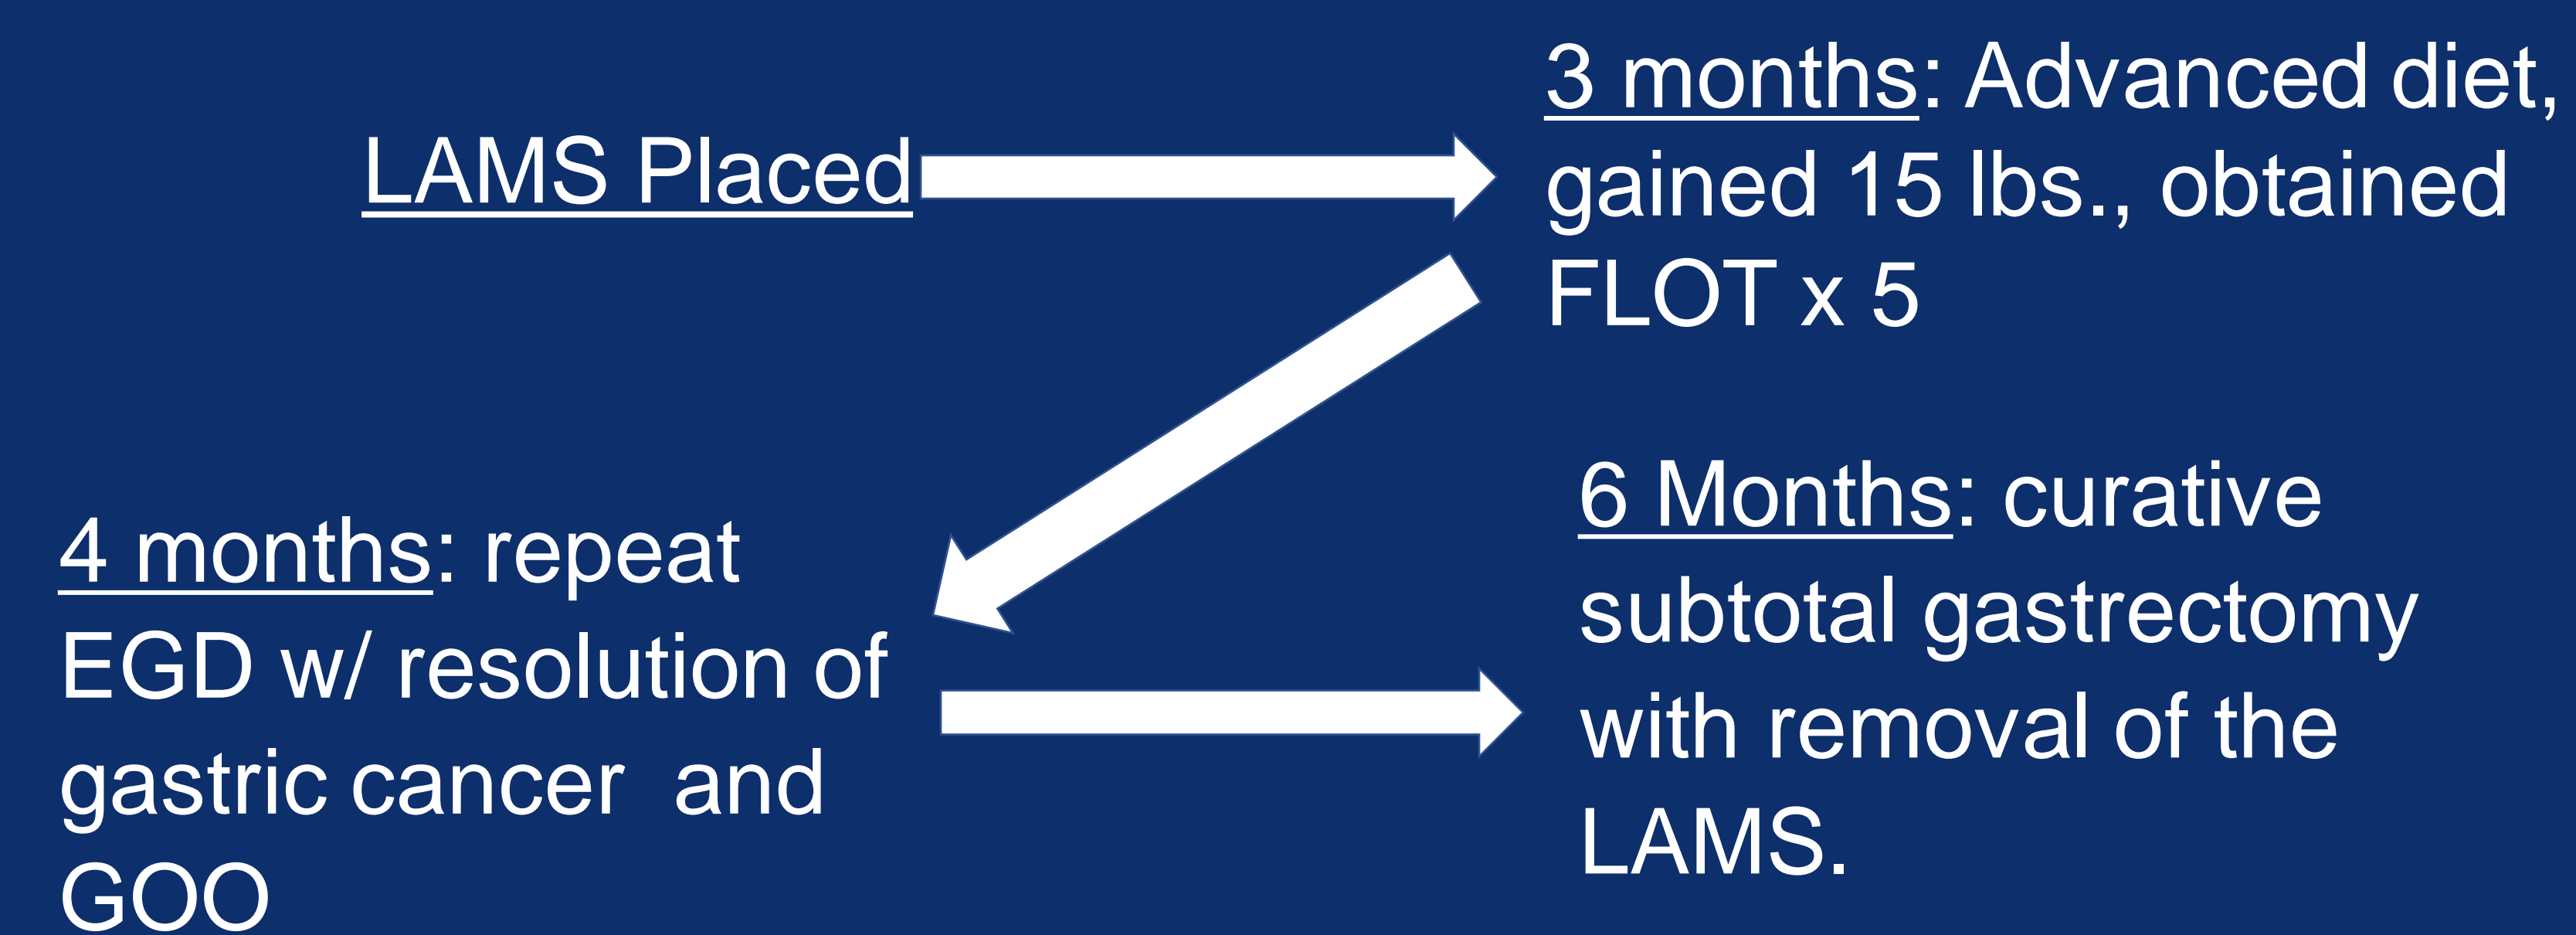 LAMS Placed
3 months: Advanced diet,
gained 15 lbs., obtained
FLOT x 5
4 months: repeat
EGD w/ resolution of
gastric cancer  and
GOO
6 Months: curative
subtotal gastrectomy
with removal of the
LAMS.